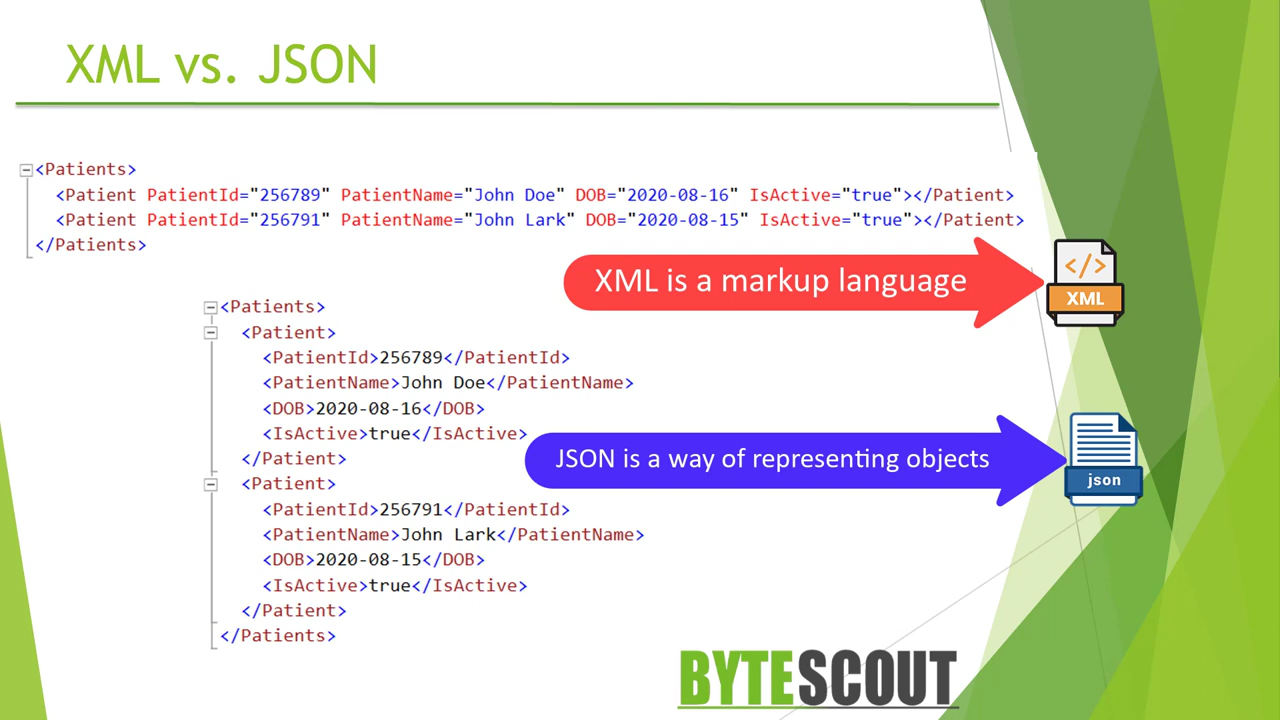 XML vs. JSON
<Patients>
<Patient PatientId="256789" PatientName="John Doe" DOB="2020-08-16" IsActive="true"></Patient>
<Patient PatientId="256791" PatientName="John Lark" DOB="2020-08-15" IsActive="true"></Patient>
</Patients>
XML is a markup language
</>
XML
<Patients>
<Patient>
<PatientId>256789</PatientId>
<PatientName>John Doe</PatientName>
<DOB>2020-08-16</DOB>
<IsActive>true</IsActive>
</Patient>
<Patient>
<PatientId>256791</PatientId>
<PatientName>John Lark</PatientName>
<DOB>2020-08-15</DOB>
<IsActive>true</IsActive>
</Patient>
</Patients>
JSON is a way of representing objects
json
BYTESCOUT